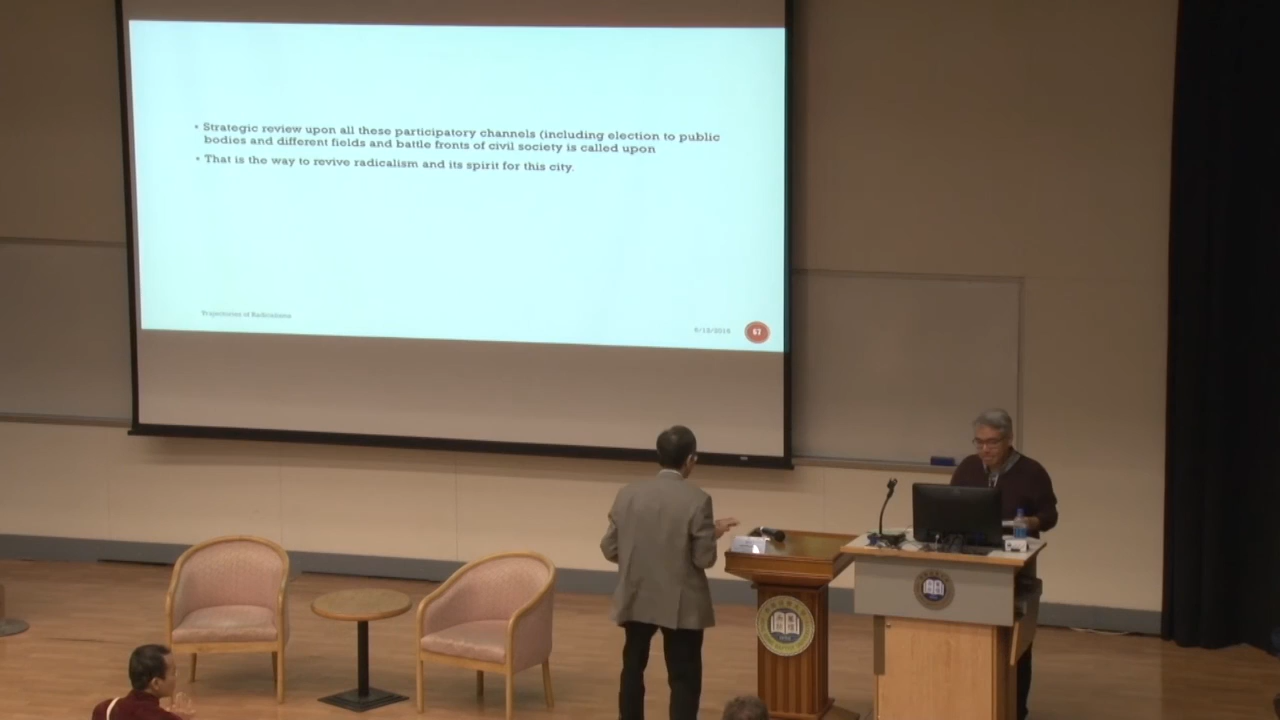 • Strategic review upon all these participatory channels (including election to public
bodies and different fields and battle fronts of civil society is called upon
• That is the way to revive radicalism and its spirit for this city.
Trajectories of Radicalisms
67